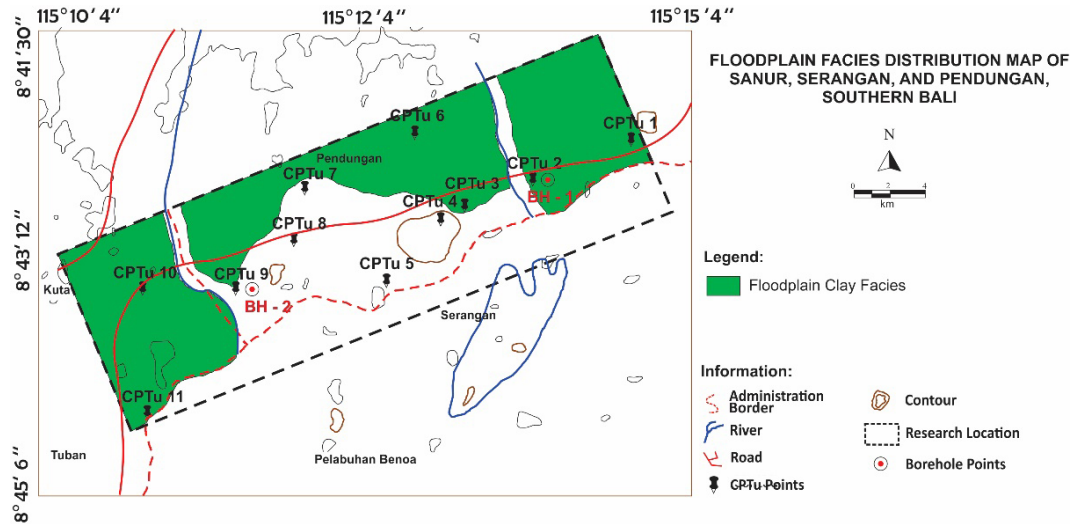 115°10‘4‘‘
115°12‘4‘‘
115°15‘4‘‘
8°41‘30‘‘
8°43‘12‘‘
8°45‘6‘‘
CPTu 6
CPTu 1
Pendungan
CPTu 7
CPTu 2
CPTu 3
BH - 1
CPTu 4
CPTu 8
CPTu 5
CPTu 10
CPTu 9
Kuta
BH - 2
Serangan
CPTu 11
Tuban
Pelabuhan Benoa
FLOODPLAIN FACIES DISTRIBUTION MAP OF
SANUR, SERANGAN, AND PENDUNGAN,
SOUTHERN BALI
N
0 2 4
km
Legend:
Floodplain Clay Facies
Information:
Administration
Border
River
Road
CPTu Points
Contour
Research Location
Borehole Points